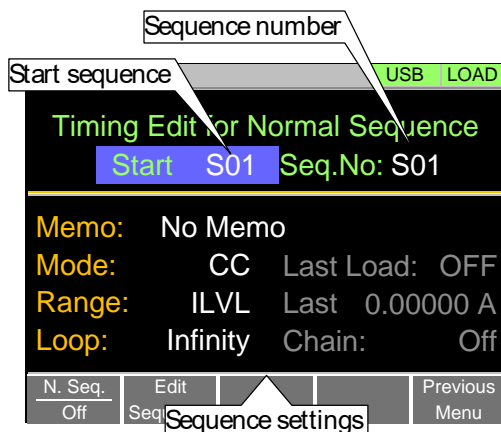 Sequence number
Start sequence
USB LOAD
Timing Edit for Normal Sequence
Start S01 Seq.No: S01
Memo: No Memo
Mode: CC Last Load: OFF
Range: ILVL Last 0.00000 A
Loop: Infinity Chain: Off
N. Seq. Edit Previous
Off Menu
Sequence settings